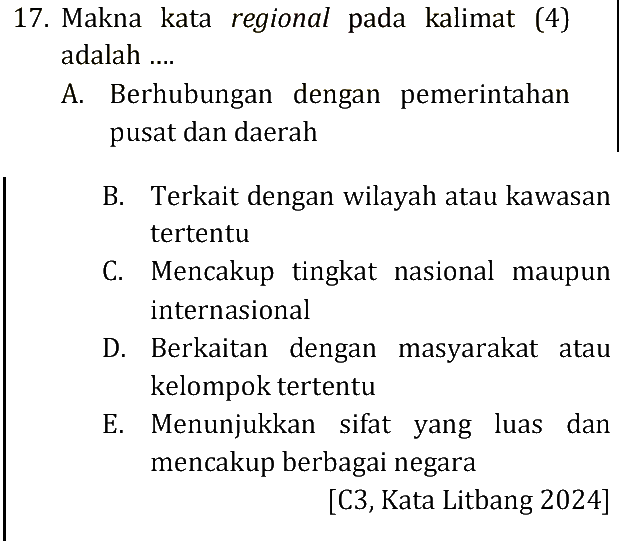 17. Makna kata regional pada kalimat (4)
adalah ....
A. Berhubungan dengan pemerintahan
pusat dan daerah
B. Terkait dengan wilayah atau kawasan
tertentu
C. Mencakup tingkat nasional maupun
internasional
D. Berkaitan dengan masyarakat atau
kelompok tertentu
E. Menunjukkan sifat yang luas dan
mencakup berbagai negara
[C3, Kata Litbang 2024]